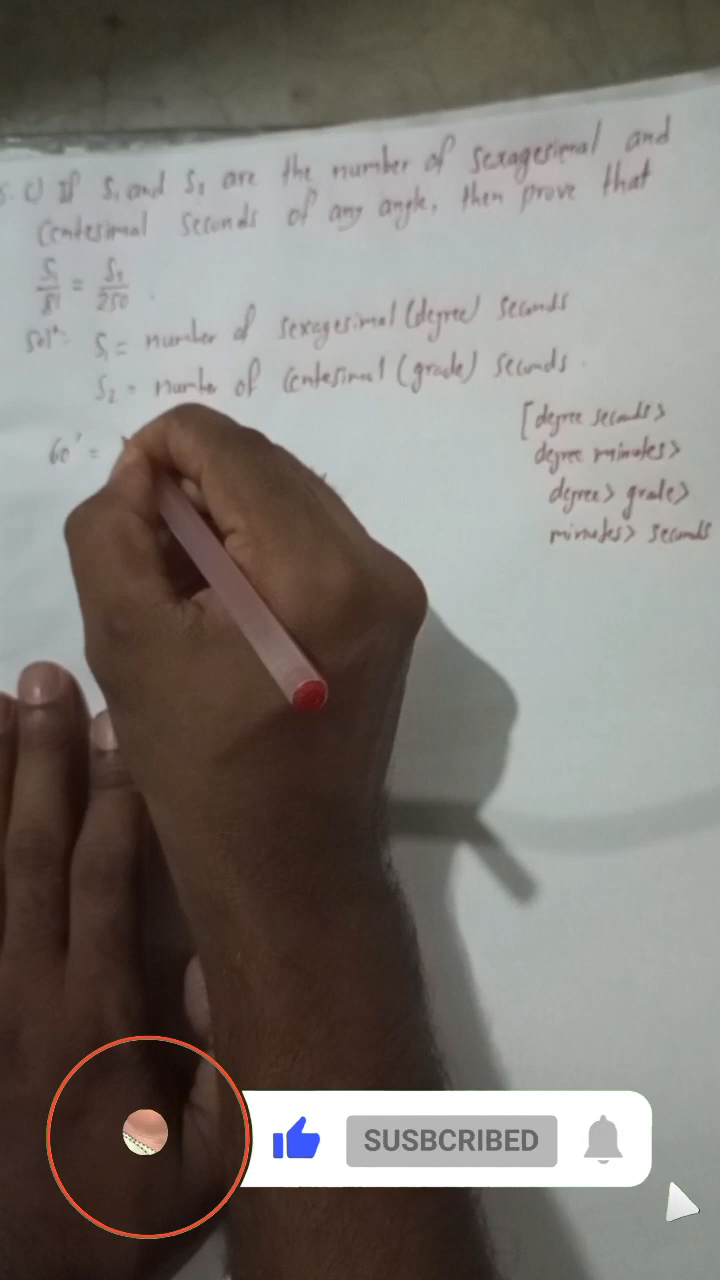 5. c) If S₁ and S₂ are the number of sexagesimal and
Centesimal seconds of any angle, then prove that
S₁/81 = S₂/250.
Solⁿ: S₁ = number of sexagesimal (degree) seconds
S₂ = number of Centesimal (grade) seconds.
[degree seconds>
degree minutes>
degree> grade>
minutes> seconds
60' =
SUSBCRIBED